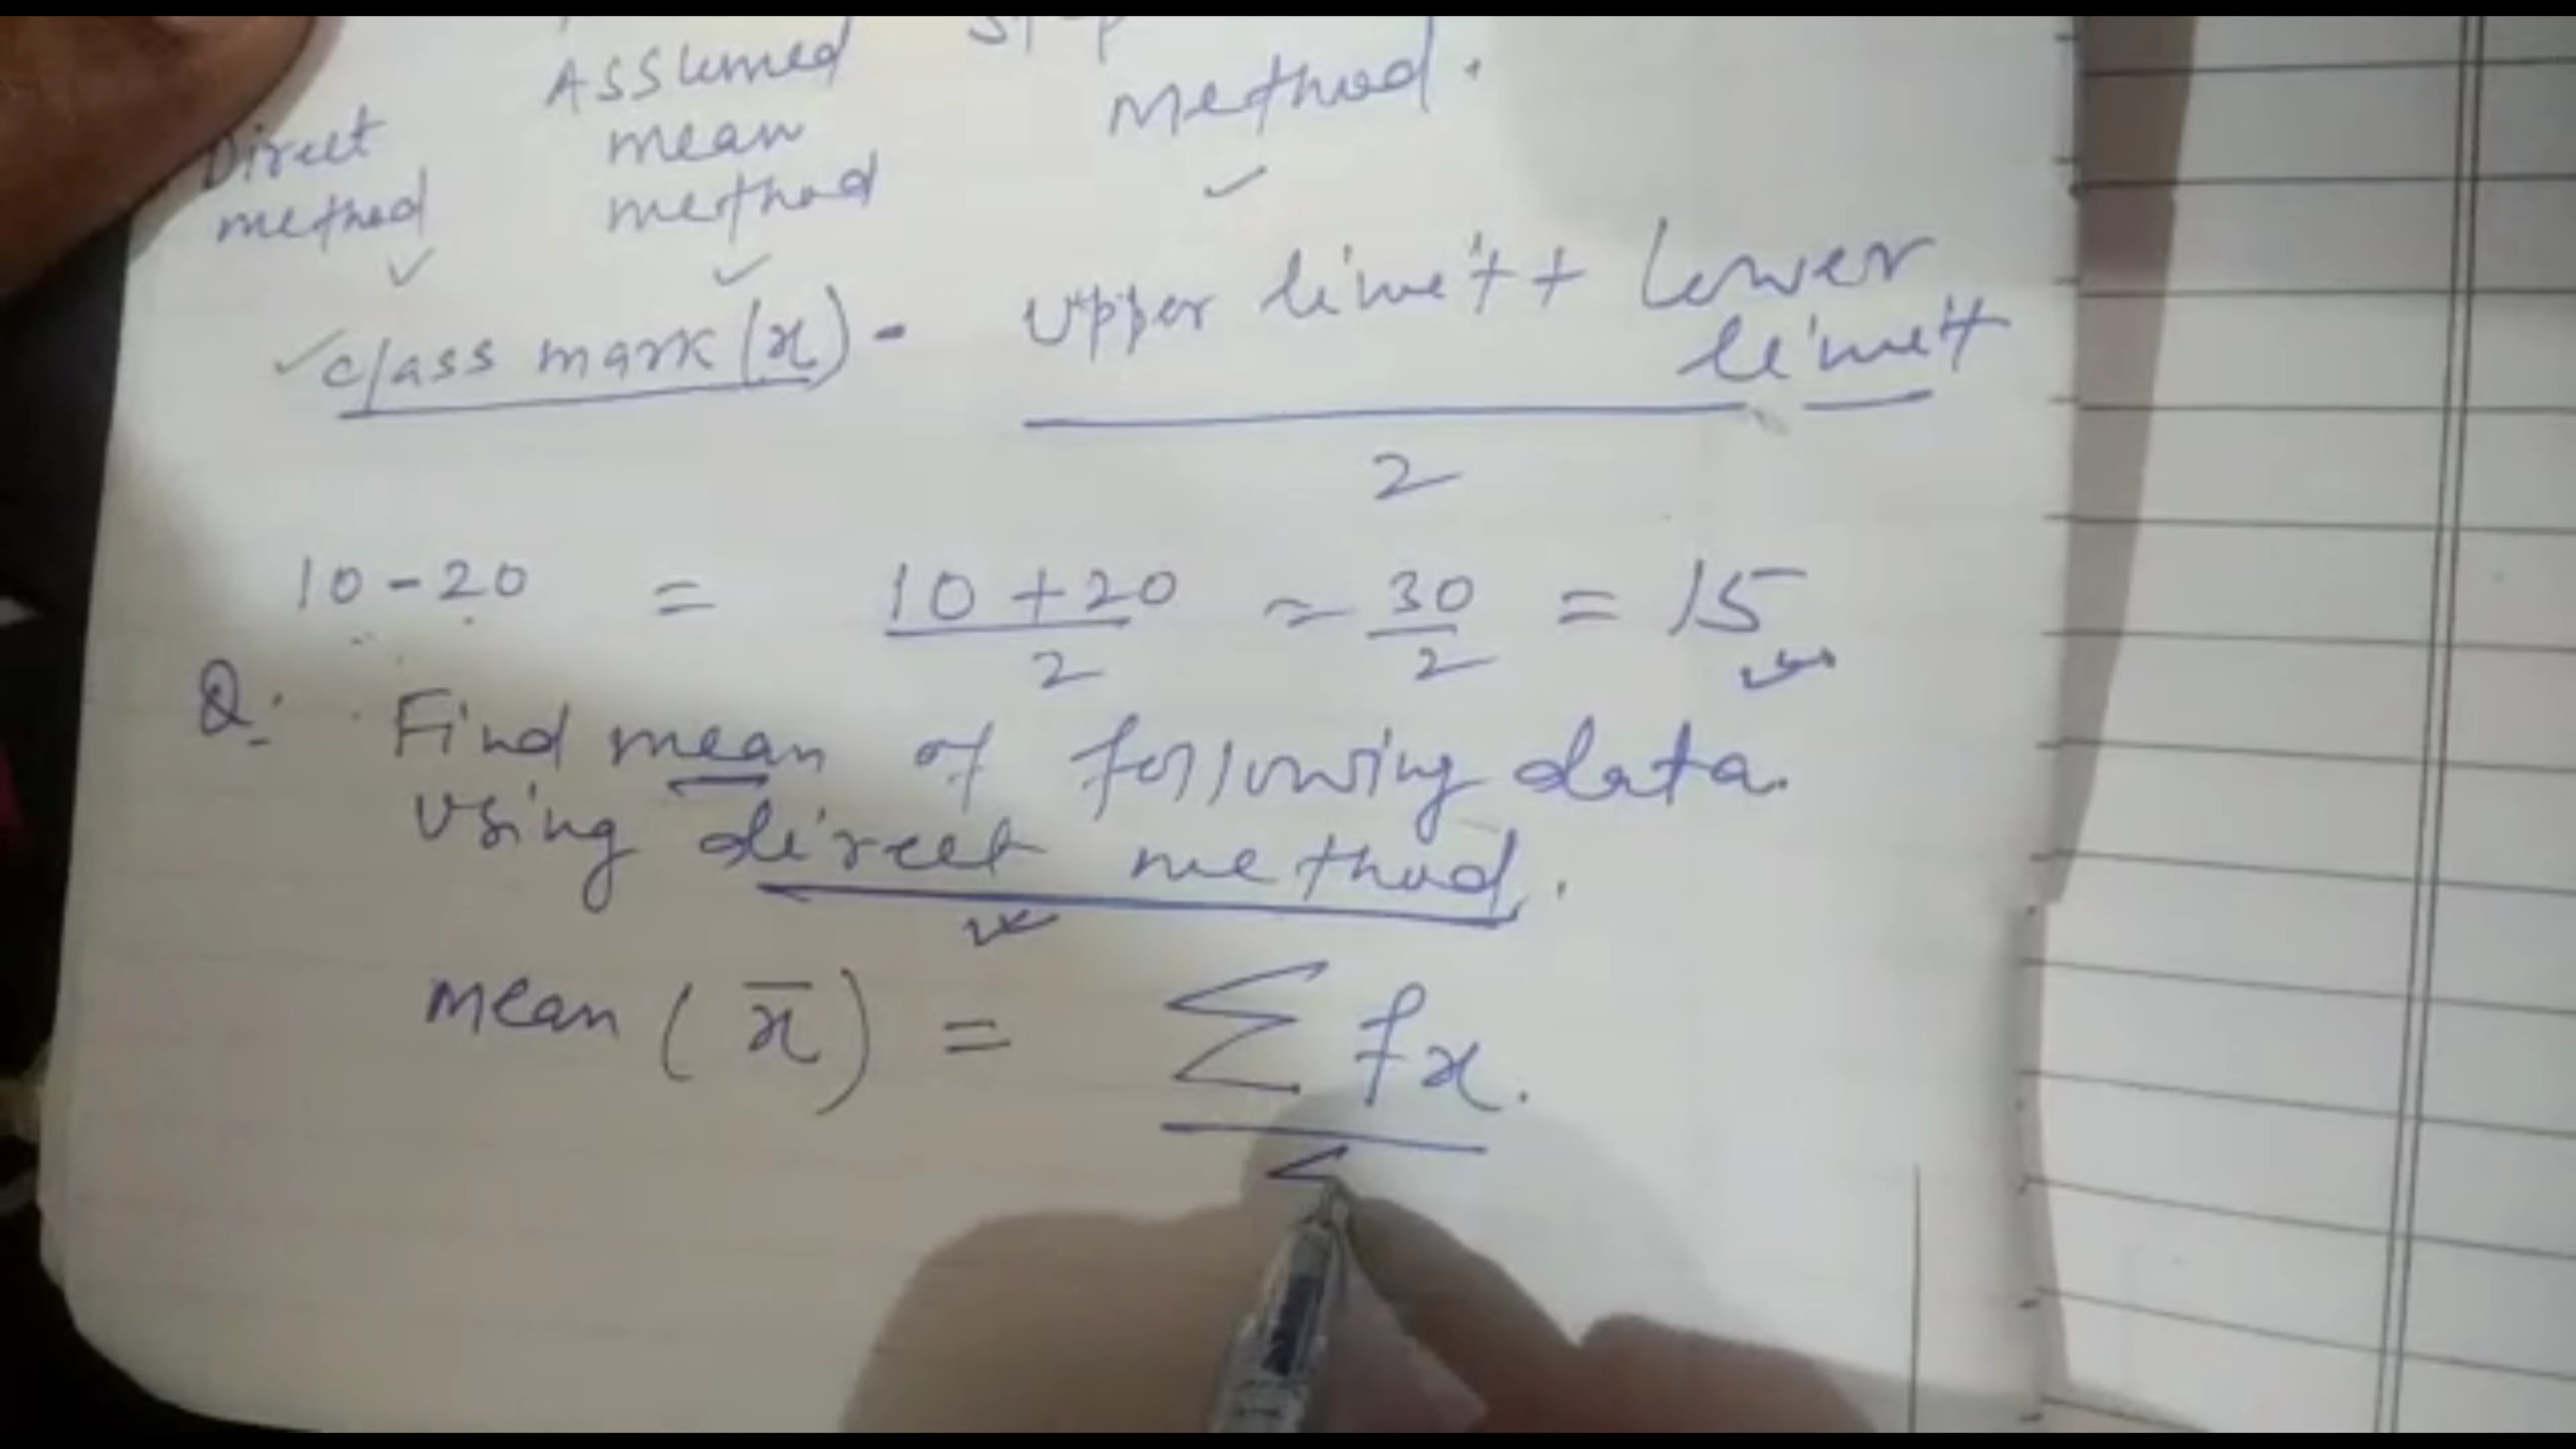 Assumed
Method.
Direct
mean
method
method
✓ ✓ ✓
✓ class mark (x) - Upper limit + Lower
limit
2
10-20 = 10+20 = 30 = 15
2 2
Q: Find mean of following data.
Using direct method.
mean (x̄) = ∑fx.